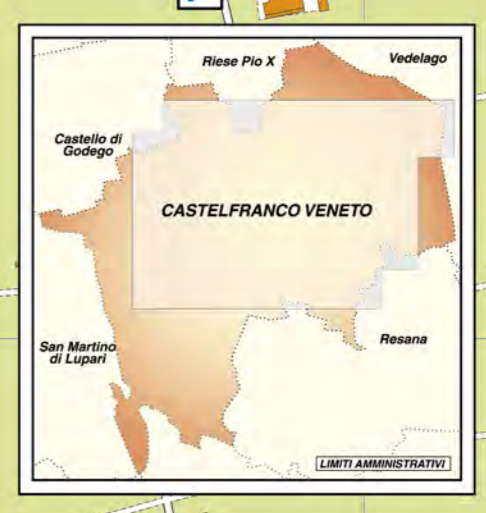 Riese Pio X
Vedelago
Castello di
Godego
CASTELFRANCO VENETO
San Martino
di Lupari
Resana
LIMITI AMMINISTRATIVI